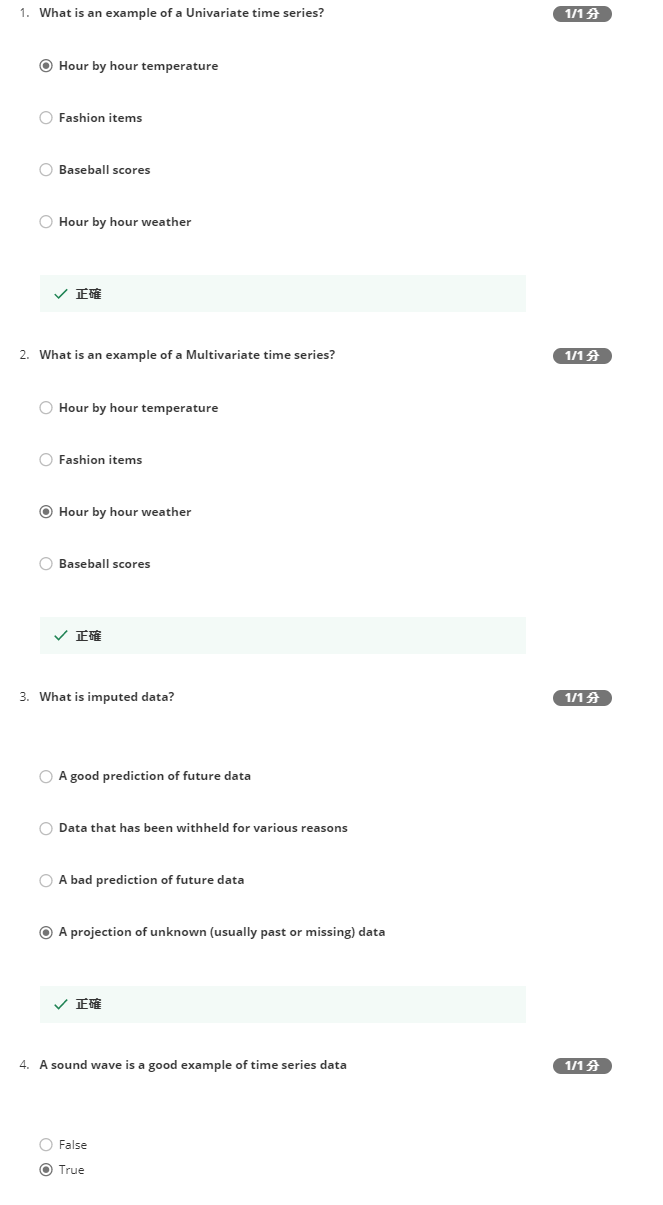 1. What is an example of a Univariate time series? 1/1 分
Hour by hour temperature
Fashion items
Baseball scores
Hour by hour weather
正確
2. What is an example of a Multivariate time series? 1/1 分
Hour by hour temperature
Fashion items
Hour by hour weather
Baseball scores
正確
3. What is imputed data? 1/1 分
A good prediction of future data
Data that has been withheld for various reasons
A bad prediction of future data
A projection of unknown (usually past or missing) data
正確
4. A sound wave is a good example of time series data 1/1 分
False
True